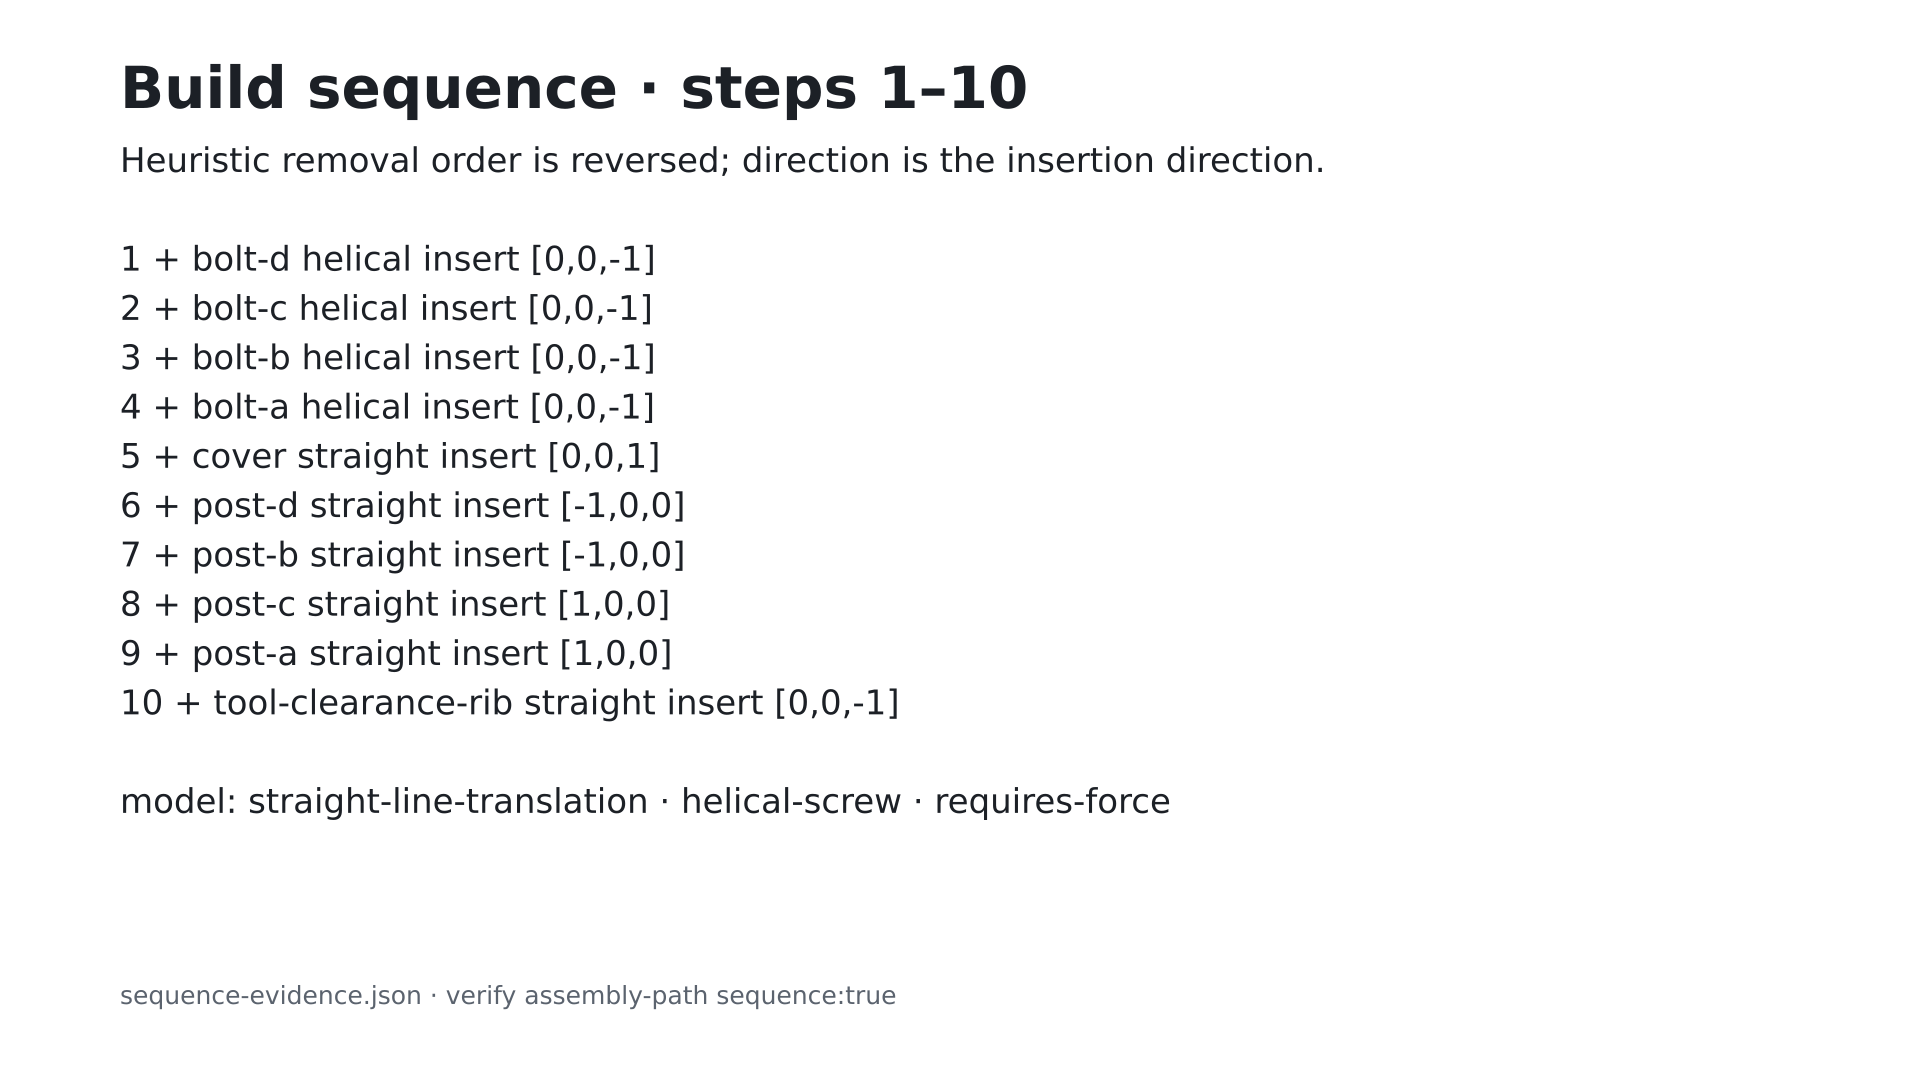 Build sequence · steps 1–10
Heuristic removal order is reversed; direction is the insertion direction.
1 + bolt-d helical insert [0,0,-1]
2 + bolt-c helical insert [0,0,-1]
3 + bolt-b helical insert [0,0,-1]
4 + bolt-a helical insert [0,0,-1]
5 + cover straight insert [0,0,1]
6 + post-d straight insert [-1,0,0]
7 + post-b straight insert [-1,0,0]
8 + post-c straight insert [1,0,0]
9 + post-a straight insert [1,0,0]
10 + tool-clearance-rib straight insert [0,0,-1]
model: straight-line-translation · helical-screw · requires-force
sequence-evidence.json · verify assembly-path sequence:true